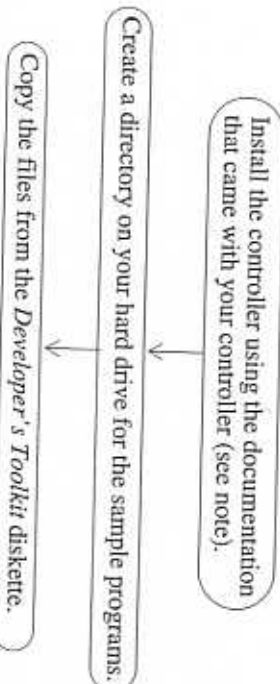 Install the controller using the documentation
that came with your controller (see note).
Create a directory on your hard drive for the sample programs.
Copy the files from the Developer's Toolkit diskette.